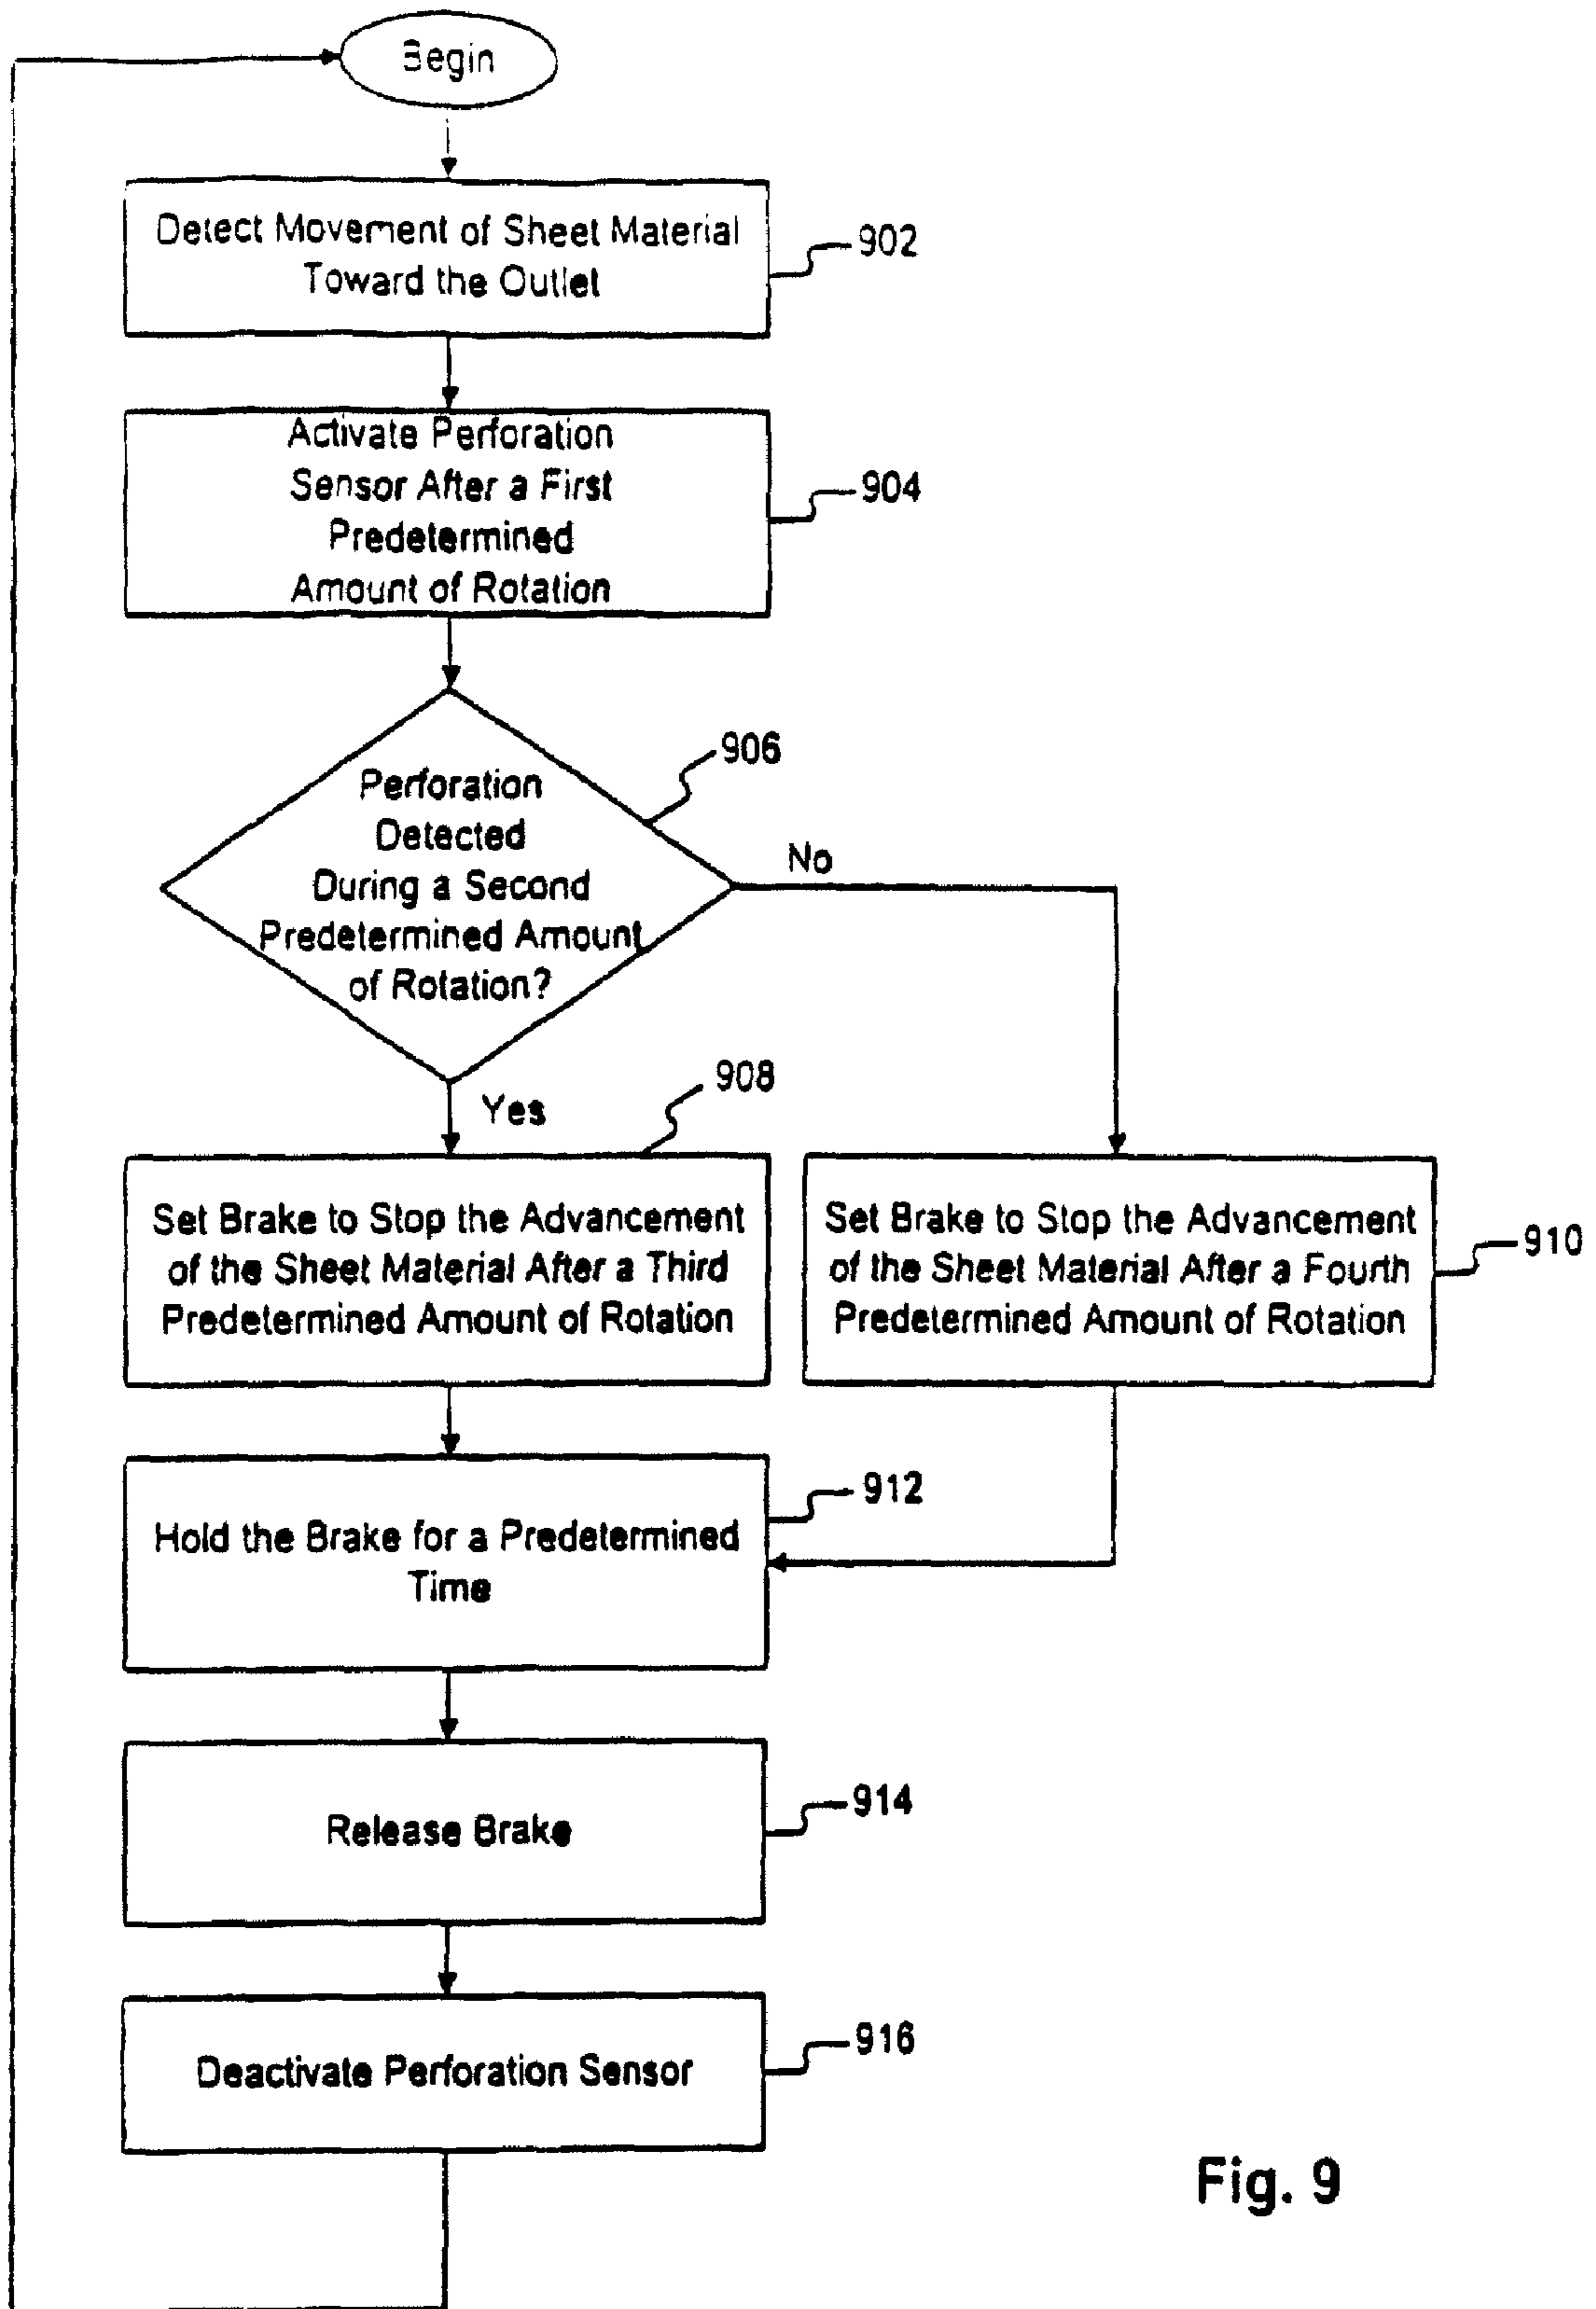 Begin
Detect Movement of Sheet Material
Toward the Outlet
902
Activate Perforation
Sensor After a First
Predetermined
Amount of Rotation
904
906
Perforation
Detected
During a Second
Predetermined Amount
of Rotation?
No
Yes
908
Set Brake to Stop the Advancement
of the Sheet Material After a Third
Predetermined Amount of Rotation
Set Brake to Stop the Advancement
of the Sheet Material After a Fourth
Predetermined Amount of Rotation
910
912
Hold the Brake for a Predetermined
Time
914
Release Brake
916
Deactivate Perforation Sensor
Fig. 9